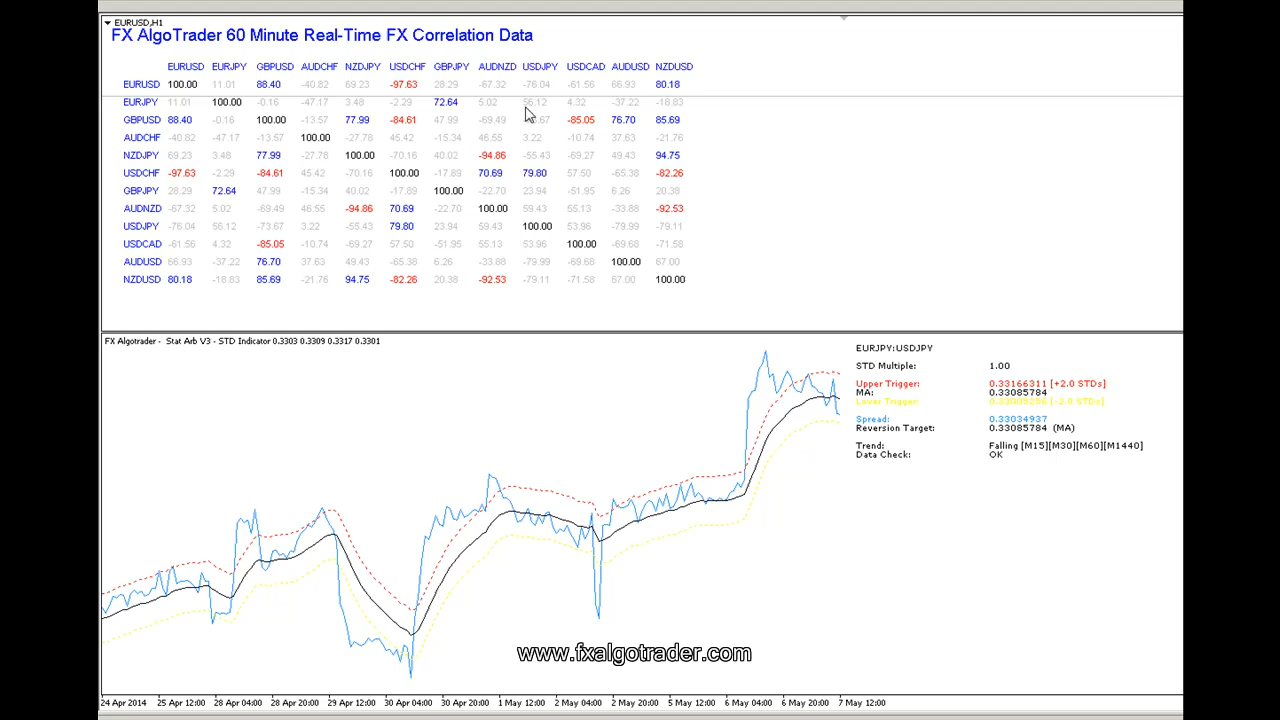 EURUSD,H1
FX AlgoTrader 60 Minute Real-Time FX Correlation Data
EURUSD EURJPY GBPUSD AUDCHF NZDJPY USDCHF GBPJPY AUDNZD USDJPY USDCAD AUDUSD NZDUSD
EURUSD 100.00 11.01 88.40 -40.82 69.23 -97.63 28.29 -67.32 -76.04 -61.56 66.93 80.18
EURJPY 11.01 100.00 -0.16 -47.17 3.48 -2.29 72.64 5.02 56.12 4.32 -37.22 -18.83
GBPUSD 88.40 -0.16 100.00 -13.57 77.99 -84.61 47.99 -69.49 -85.05 76.70 85.69
AUDCHF -40.82 -47.17 -13.57 100.00 -27.78 45.42 -15.34 46.55 3.22 -10.74 37.63 -21.76
NZDJPY 69.23 3.48 77.99 -27.78 100.00 -70.16 40.02 -94.86 -55.43 -69.27 49.43 94.75
USDCHF -97.63 -2.29 -84.61 45.42 -70.16 100.00 -17.89 70.69 79.80 57.50 -65.38 -82.26
GBPJPY 28.29 72.64 47.99 -15.34 40.02 -17.89 100.00 -22.70 23.94 -51.95 6.26 20.38
AUDNZD -67.32 5.02 -69.49 46.55 -94.86 70.69 -22.70 100.00 59.43 55.13 -33.88 -92.53
USDJPY -76.04 56.12 -73.67 3.22 -55.43 79.80 23.94 59.43 100.00 53.96 -79.99 -79.11
USDCAD -61.56 4.32 -85.05 -10.74 -69.27 57.50 -51.95 55.13 53.96 100.00 -69.68 -71.58
AUDUSD 66.93 -37.22 76.70 37.63 49.43 -65.38 6.26 -33.88 -79.99 -69.68 100.00 67.00
NZDUSD 80.18 -18.83 85.69 -21.76 94.75 -82.26 20.38 -92.53 -79.11 -71.58 67.00 100.00
FX Algotrader - Stat Arb V3 - STD Indicator 0.3303 0.3309 0.3317 0.3301
EURJPY:USDJPY
STD Multiple: 1.00
Upper Trigger: 0.33166311 [+2.0 STDs]
MA: 0.33085784
Lower Trigger: 0.33005256 [-2.0 STDs]
Spread: 0.33034937
Reversion Target: 0.33085784 (MA)
Trend: Falling [M15][M30][M60][M1440]
Data Check: OK
www.fxalgotrader.com
24 Apr 2014 25 Apr 12:00 28 Apr 04:00 28 Apr 20:00 29 Apr 12:00 30 Apr 04:00 30 Apr 20:00 1 May 12:00 2 May 04:00 2 May 20:00 5 May 12:00 6 May 04:00 6 May 20:00 7 May 12:00